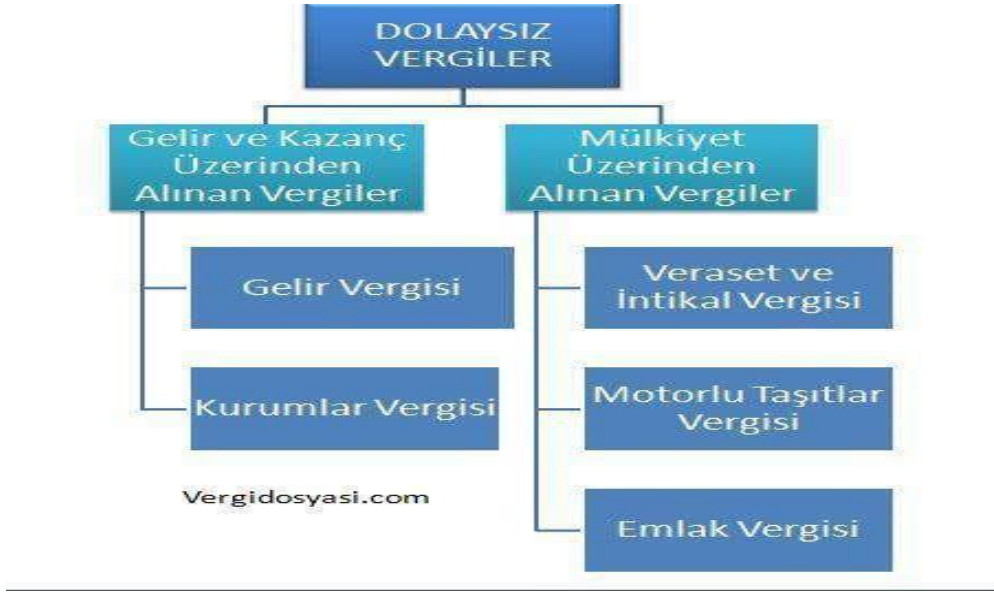 DOLAYSIZ
VERGİLER
Gelir ve Kazanç
Üzerinden
Alınan Vergiler
Gelir Vergisi
Kurumlar Vergisi
Mülkiyet
Üzerinden
Alınan Vergiler
Veraset ve
İntikal Vergisi
Motorlu Taşıtlar
Vergisi
Emlak Vergisi
Vergidosyasi.com